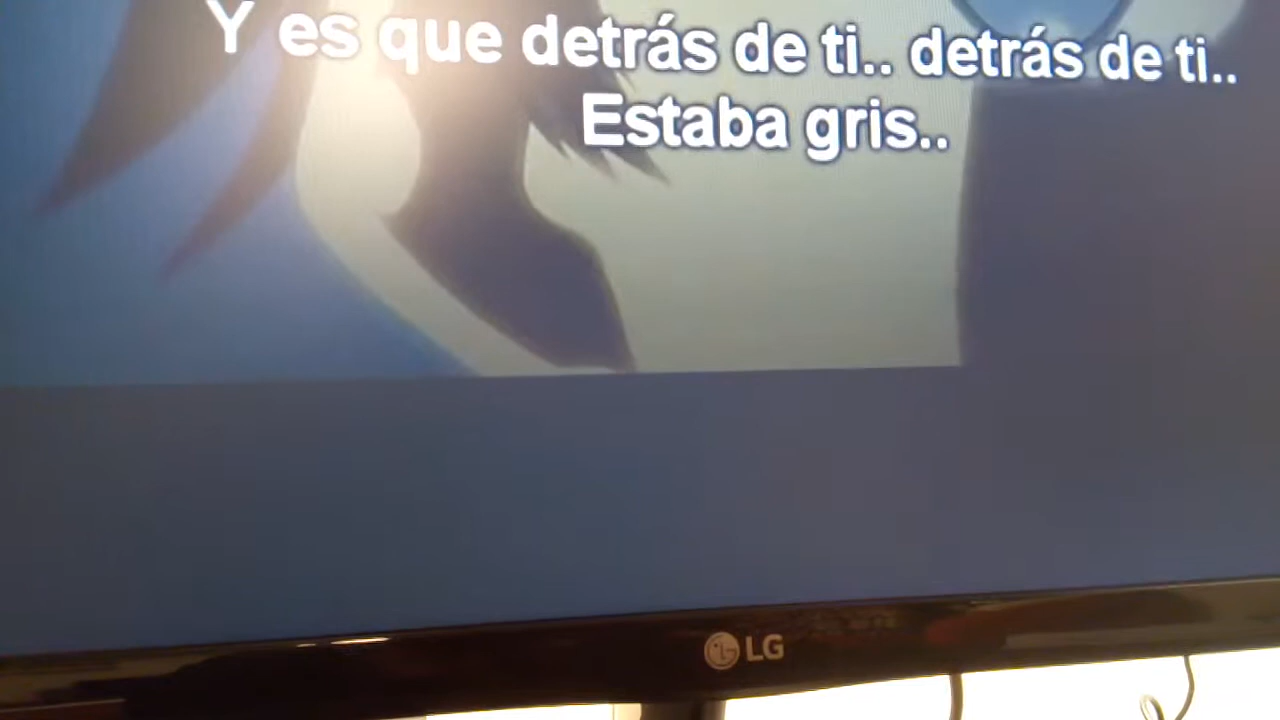 Y es que detrás de ti.. detrás de ti..
Estaba gris..
LG